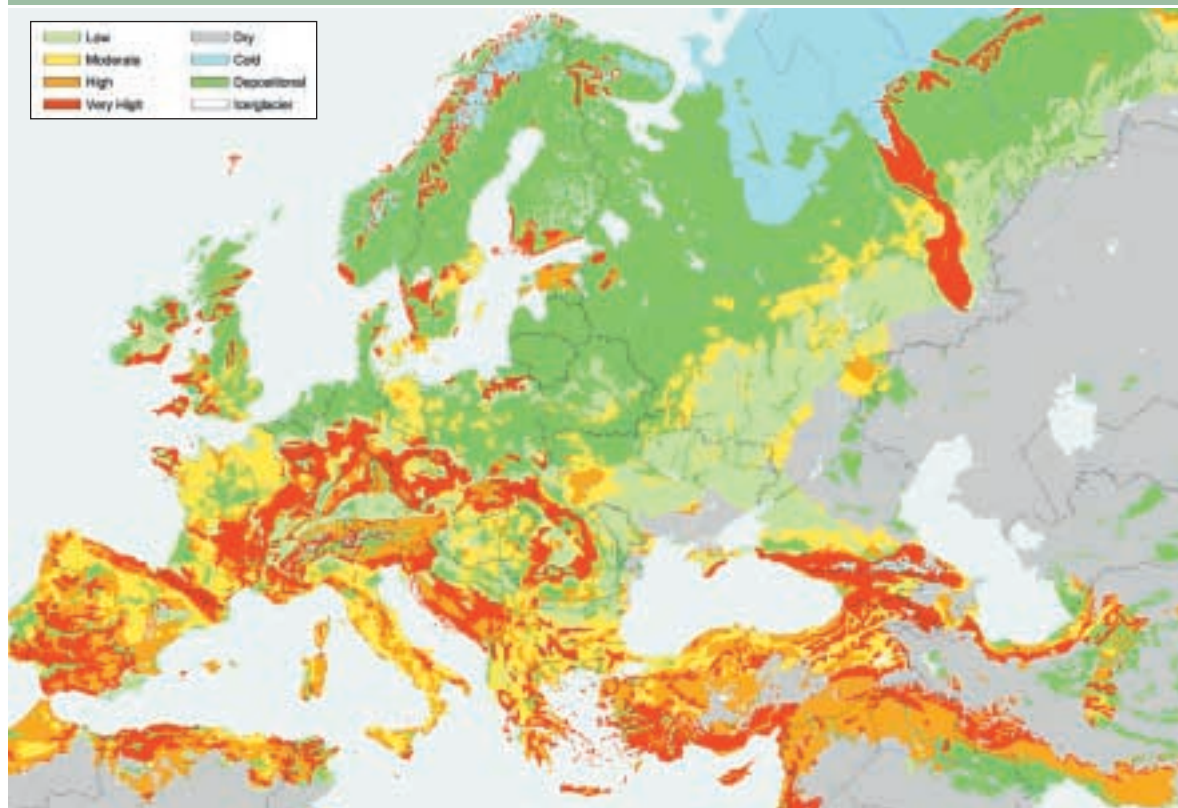 Low
Moderate
High
Very High
Dry
Cold
Depositional
Ice/glacier